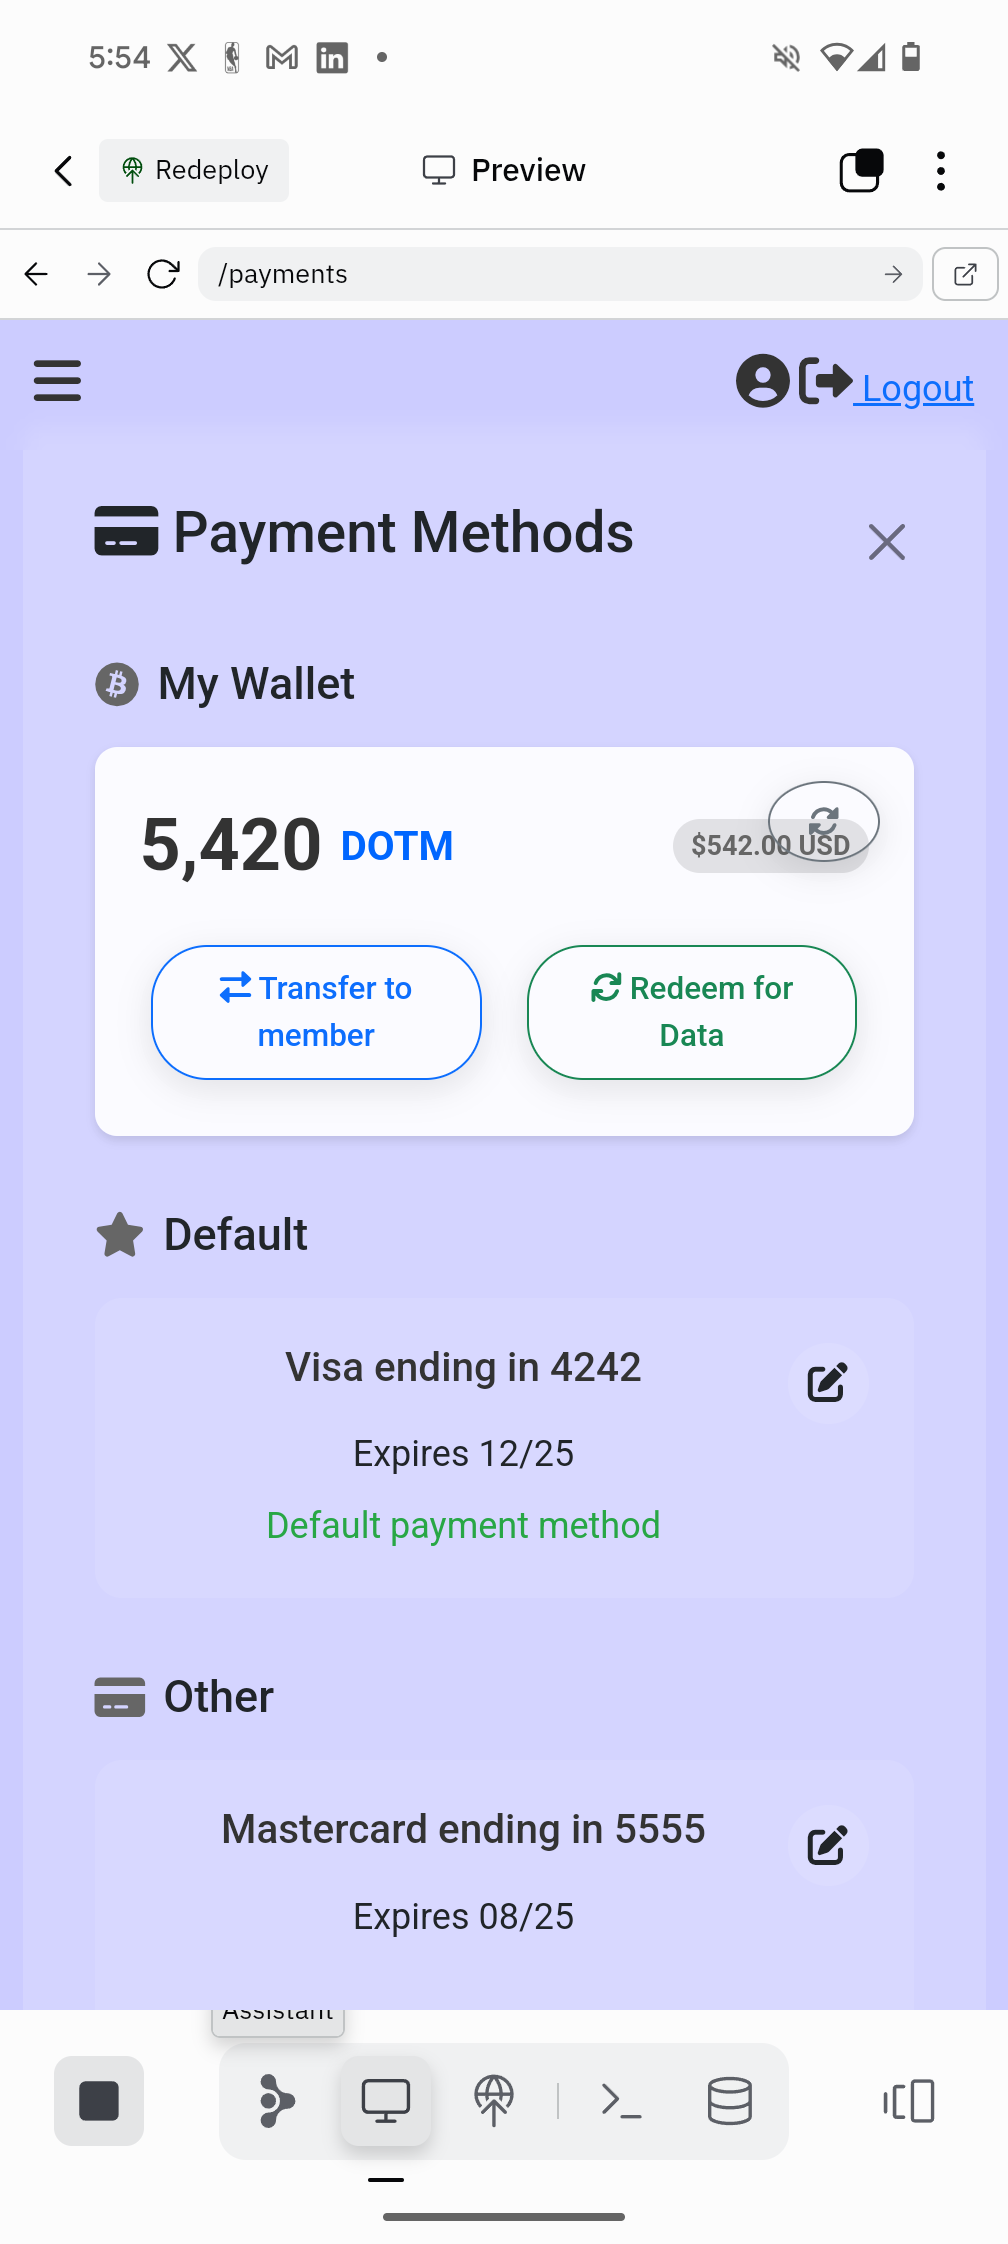 5:54
Redeploy
Preview
/payments
Logout
Payment Methods
My Wallet
5,420 DOTM
$542.00 USD
Transfer to
member
Redeem for
Data
Default
Visa ending in 4242
Expires 12/25
Default payment method
Other
Mastercard ending in 5555
Expires 08/25
Assistant